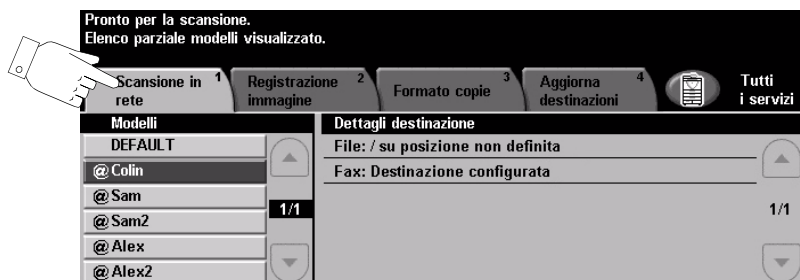 Pronto per la scansione.
Elenco parziale modelli visualizzato.
Scansione in rete 1
Registrazione immagine 2
Formato copie 3
Aggiorna destinazioni 4
Tutti i servizi
Modelli
DEFAULT
@ Colin
@ Sam
@ Sam2
@ Alex
@ Alex2
1/1
Dettagli destinazione
File: / su posizione non definita
Fax: Destinazione configurata
1/1